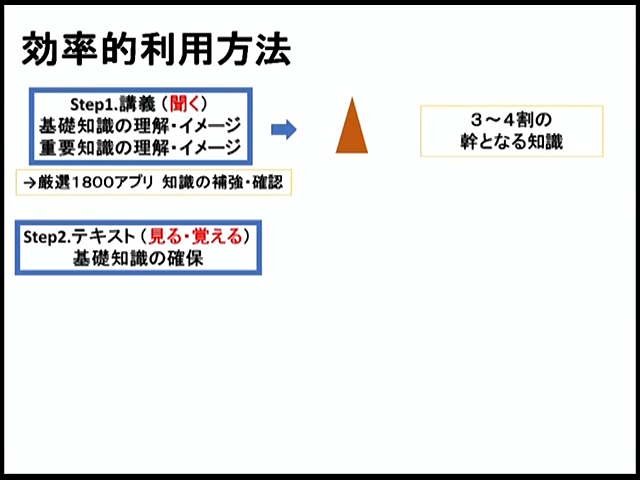 効率的利用方法
Step1.講義（聞く）
基礎知識の理解・イメージ
重要知識の理解・イメージ
３～４割の
幹となる知識
→厳選1800アプリ 知識の補強・確認
Step2.テキスト（見る・覚える）
基礎知識の確保